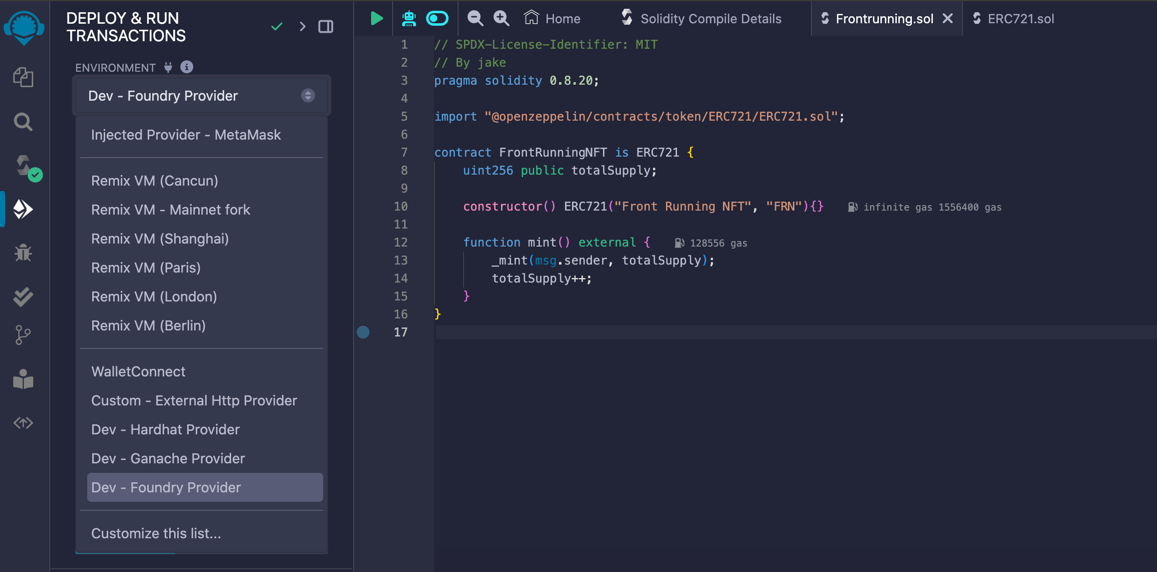 DEPLOY & RUN
TRANSACTIONS
ENVIRONMENT
Dev - Foundry Provider
Injected Provider - MetaMask
Remix VM (Cancun)
Remix VM - Mainnet fork
Remix VM (Shanghai)
Remix VM (Paris)
Remix VM (London)
Remix VM (Berlin)
WalletConnect
Custom - External Http Provider
Dev - Hardhat Provider
Dev - Ganache Provider
Dev - Foundry Provider
Customize this list...
Home Solidity Compile Details Frontrunning.sol ERC721.sol
1 // SPDX-License-Identifier: MIT
2 // By jake
3 pragma solidity 0.8.20;
4
5 import "@openzeppelin/contracts/token/ERC721/ERC721.sol";
6
7 contract FrontRunningNFT is ERC721 {
8 uint256 public totalSupply;
9
10 constructor() ERC721("Front Running NFT", "FRN"){} infinite gas 1556400 gas
11
12 function mint() external { 128556 gas
13 _mint(msg.sender, totalSupply);
14 totalSupply++;
15 }
16 }
17